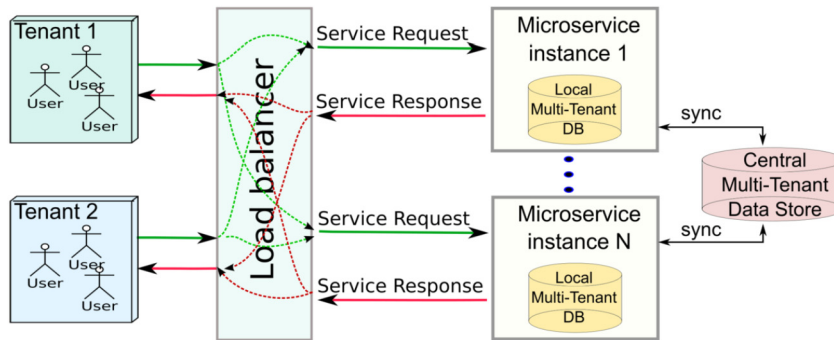 Tenant 1
User
User
User
Load balancer
Service Request
Service Response
Microservice
instance 1
Local
Multi-Tenant
DB
sync
Central
Multi-Tenant
Data Store
Tenant 2
User
User
User
Service Request
Service Response
Microservice
instance N
Local
Multi-Tenant
DB
sync